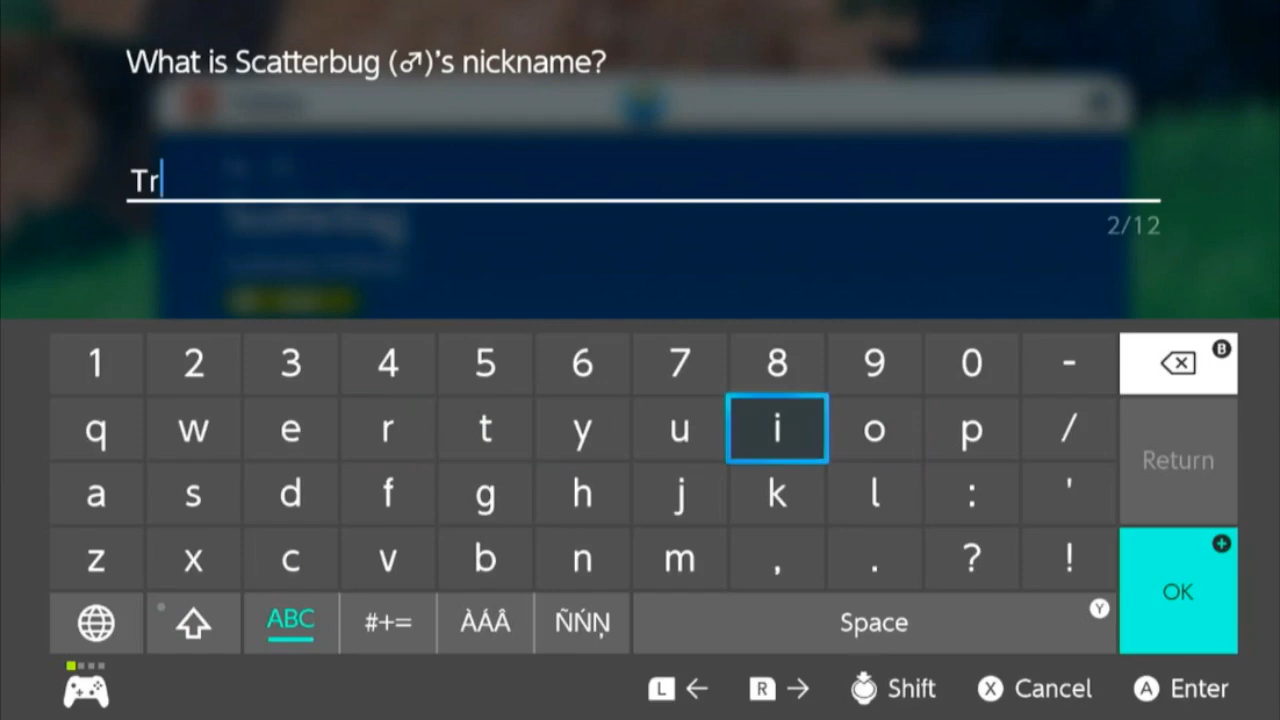 What is Scatterbug (♂)'s nickname?
Tr
2/12
1 2 3 4 5 6 7 8 9 0 - B
q w e r t y u i o p / Return
a s d f g h j k l : '
z x c v b n m , . ? ! + OK
ABC #+= ÀÁÂ ÑŃŅ Space Y
L ← R → Shift X Cancel A Enter